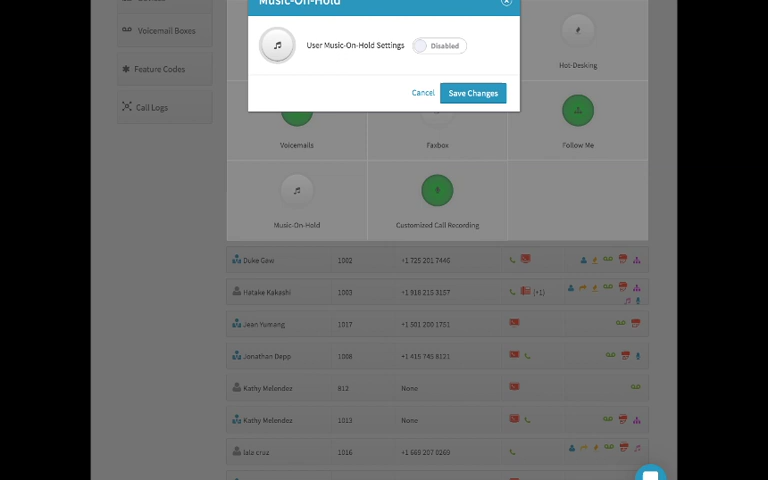 Music-On-Hold
User Music-On-Hold Settings Disabled
Cancel Save Changes
Voicemail Boxes
Feature Codes
Call Logs
Hot-Desking
Voicemails Faxbox Follow Me
Music-On-Hold Customized Call Recording
Duke Gaw 1002 +1 725 201 7446
Hatake Kakashi 1003 +1 918 215 3157 (+1)
Jean Yumang 1017 +1 501 200 1751
Jonathan Depp 1008 +1 415 745 8121
Kathy Melendez 812 None
Kathy Melendez 1013 None
lala cruz 1016 +1 669 207 0269